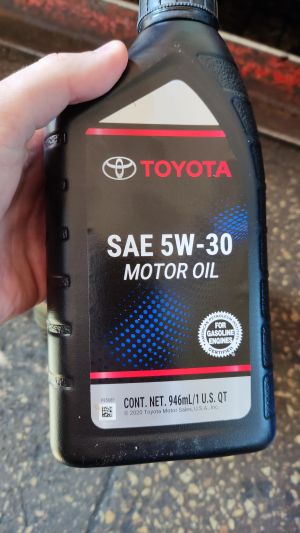 TOYOTA
SAE 5W-30
MOTOR OIL
FOR
GASOLINE
ENGINES
CONT. NET. 946mL/1 U.S. QT
© 2020 Toyota Motor Sales, U.S.A., Inc.